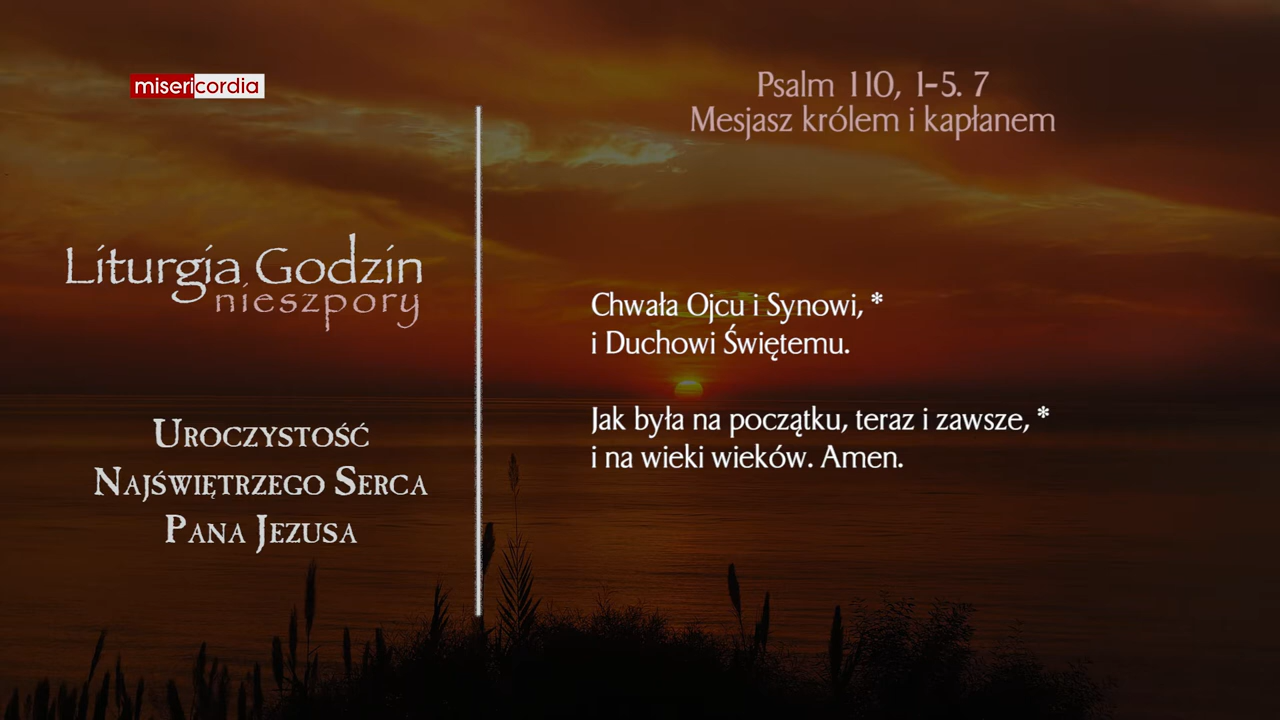 misericordia
Liturgia Godzin
nieszpory
Uroczystość
Najświętrzego Serca
Pana Jezusa
Psalm 110, 1-5. 7
Mesjasz królem i kapłanem
Chwała Ojcu i Synowi, *
i Duchowi Świętemu.
Jak była na początku, teraz i zawsze, *
i na wieki wieków. Amen.